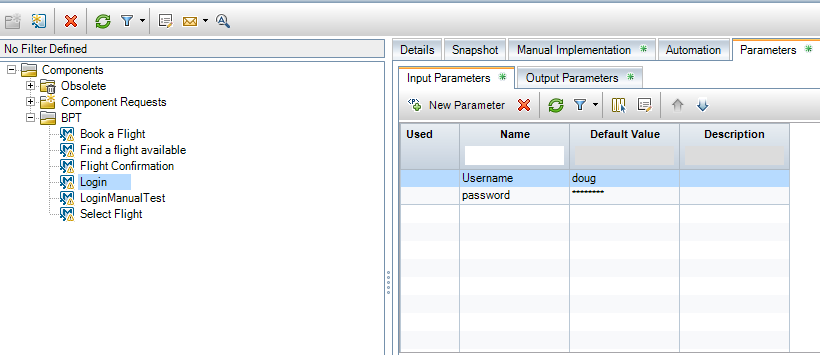 No Filter Defined
Components
Obsolete
Component Requests
BPT
Book a Flight
Find a flight available
Flight Confirmation
Login
LoginManualTest
Select Flight
Details Snapshot Manual Implementation * Automation Parameters *
Input Parameters * Output Parameters *
New Parameter
Used Name Default Value Description
Username doug
password ********